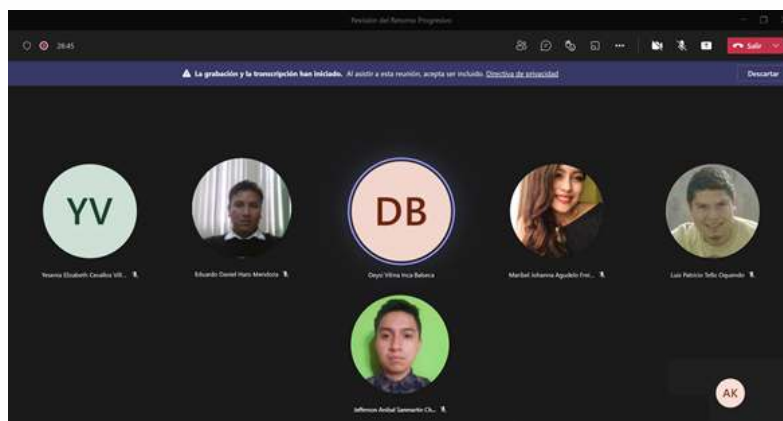 Revisión del Retorno Progresivo
28:45
Salir
La grabación y la transcripción han iniciado. Al asistir a esta reunión, acepta ser incluido. Directiva de privacidad
Descartar
YV
DB
Yesenia Elizabeth Cevallos Vill...
Eduardo Daniel Haro Mendoza
Deysi Vilma Inca Balseca
Maribel Johanna Agudelo Frei...
Luis Patricio Tello Oquendo
Jefferson Anibal Sanmartin Ch...
AK